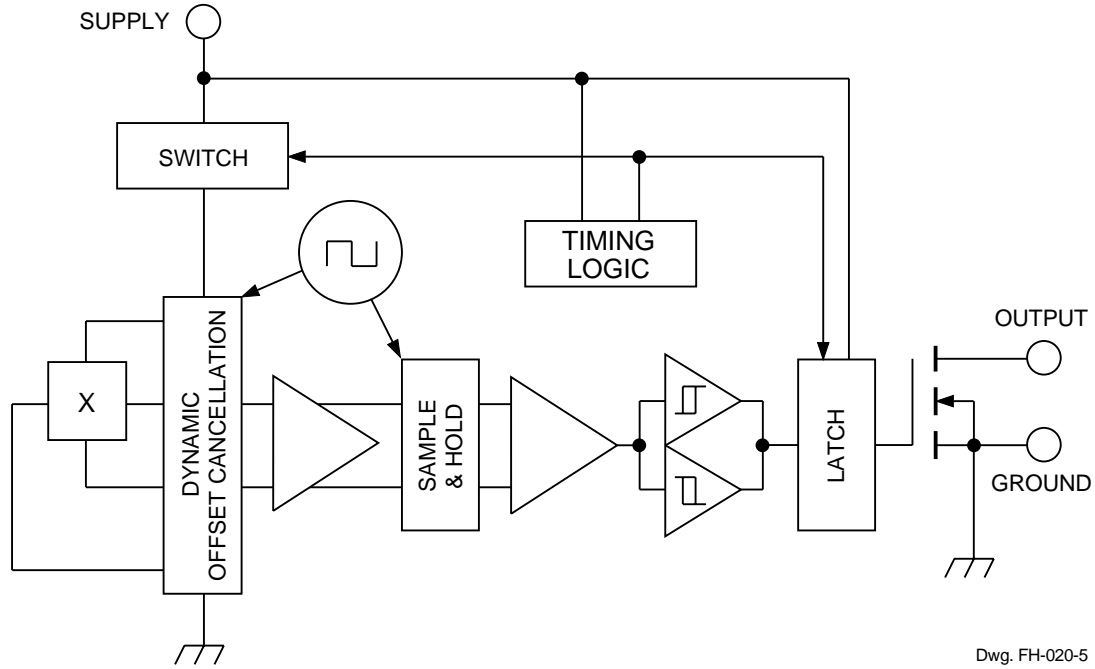 SUPPLY
SWITCH
TIMING
LOGIC
X
DYNAMIC
OFFSET CANCELLATION
SAMPLE
& HOLD
LATCH
OUTPUT
GROUND
Dwg. FH-020-5